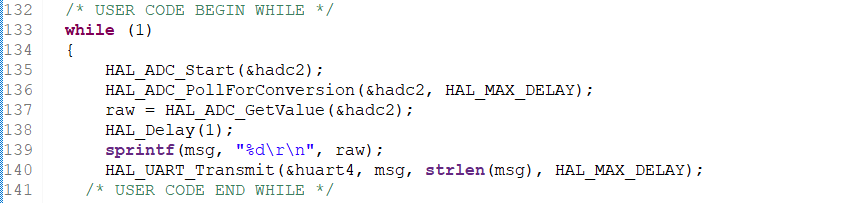 132 /* USER CODE BEGIN WHILE */
133 while (1)
134 {
135 HAL_ADC_Start(&hadc2);
136 HAL_ADC_PollForConversion(&hadc2, HAL_MAX_DELAY);
137 raw = HAL_ADC_GetValue(&hadc2);
138 HAL_Delay(1);
139 sprintf(msg, "%d\r\n", raw);
140 HAL_UART_Transmit(&huart4, msg, strlen(msg), HAL_MAX_DELAY);
141 /* USER CODE END WHILE */